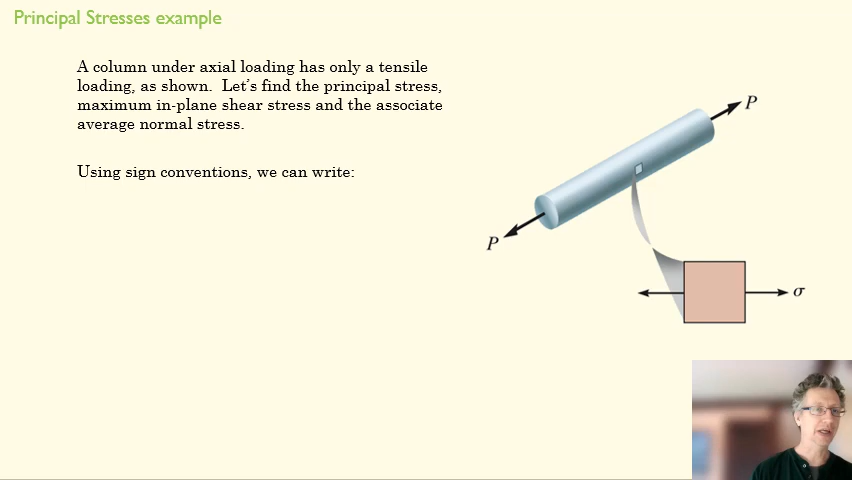 Principal Stresses example
A column under axial loading has only a tensile
loading, as shown.  Let's find the principal stress,
maximum in-plane shear stress and the associate
average normal stress.
Using sign conventions, we can write:
P
P
σ